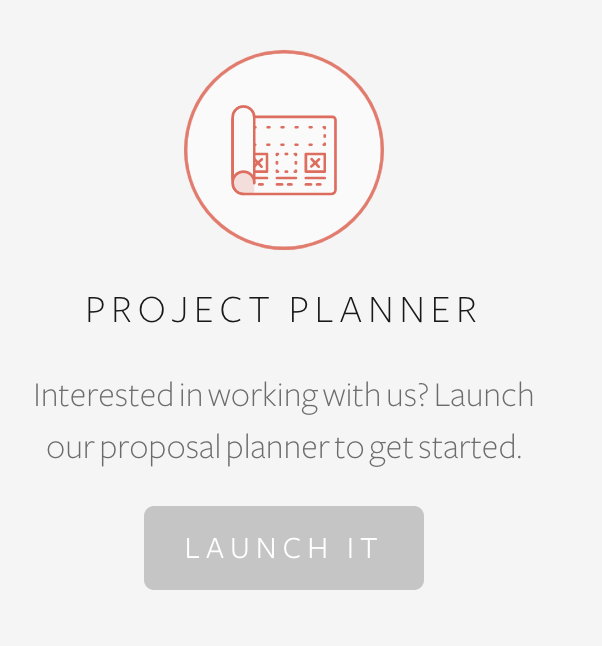 PROJECT PLANNER
Interested in working with us? Launch
our proposal planner to get started.
LAUNCH IT